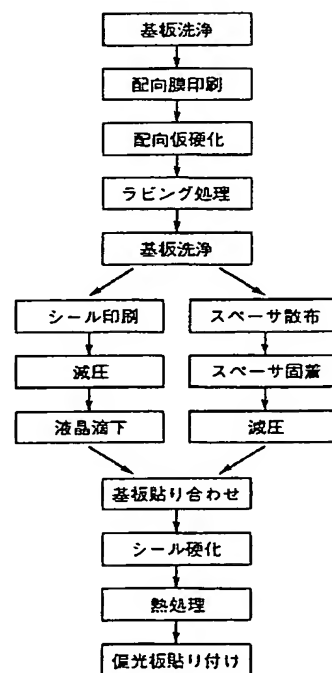 基板洗浄
配向膜印刷
配向仮硬化
ラビング処理
基板洗浄
シール印刷
減圧
液晶滴下
スペーサ散布
スペーサ固着
減圧
基板貼り合わせ
シール硬化
熱処理
偏光板貼り付け